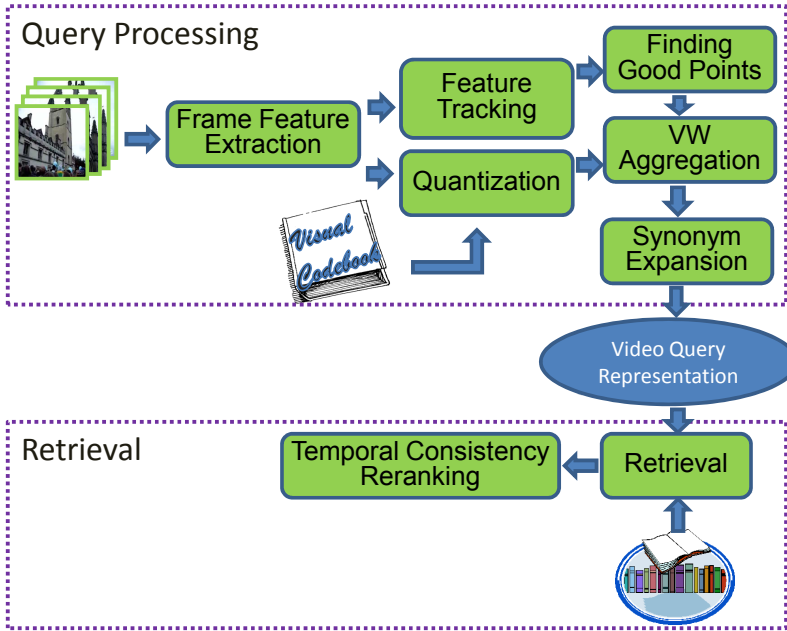 Query Processing
Finding
Good Points
Feature
Tracking
Frame Feature
Extraction
VW
Aggregation
Quantization
Visual
Codebook
Synonym
Expansion
Video Query
Representation
Retrieval
Temporal Consistency
Reranking
Retrieval